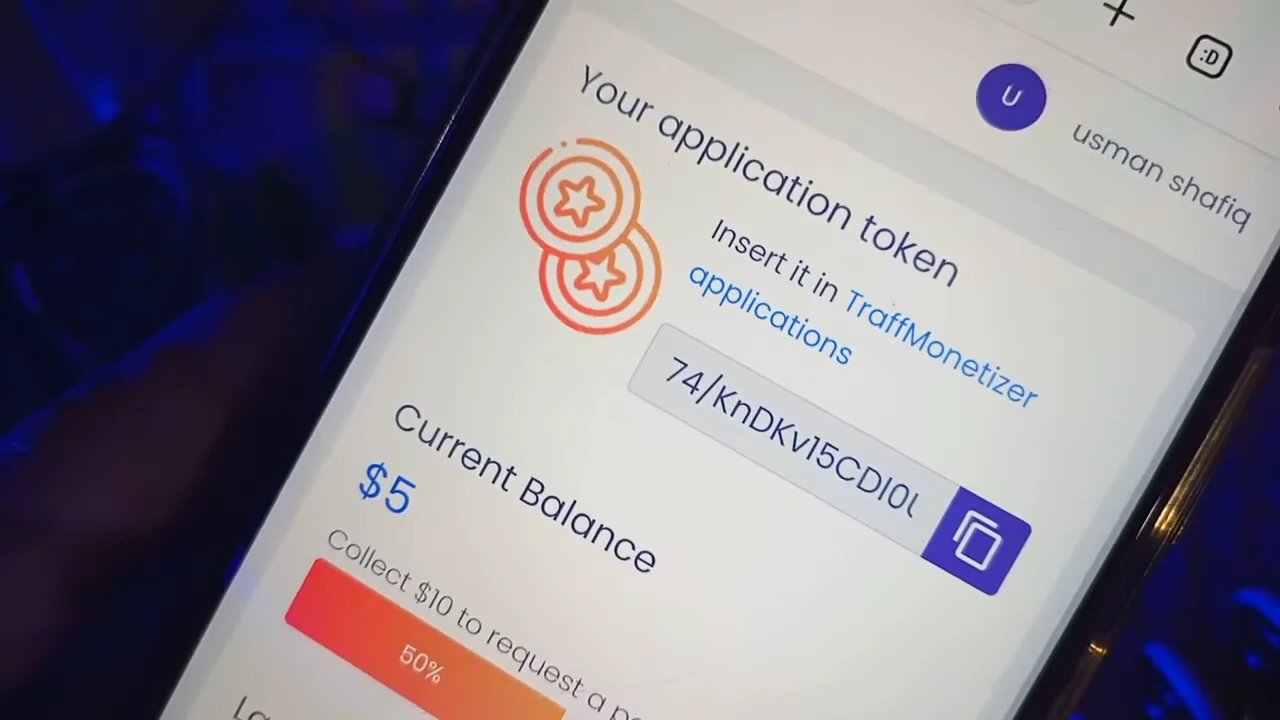 :D
U
usman shafiq
Your application token
Insert it in TraffMonetizer
applications
74/KnDKv15CDI0
Current Balance
$5
Collect $10 to request a
50%